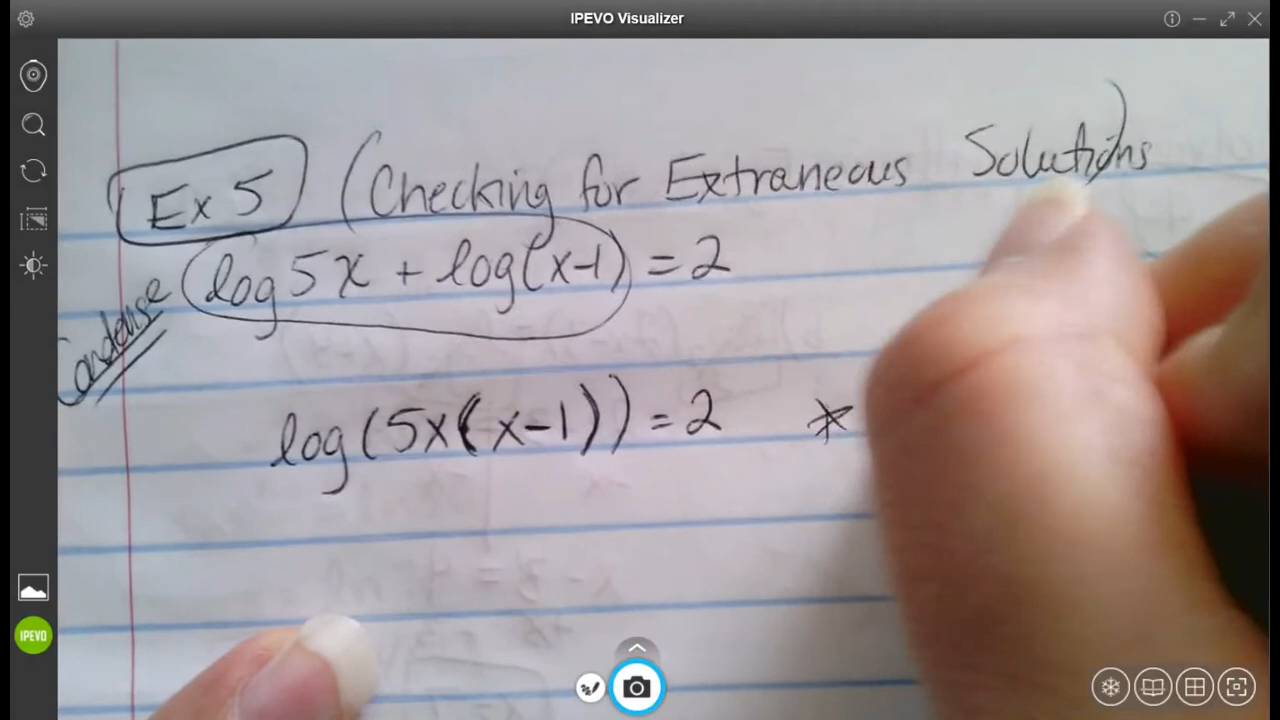 IPEVO Visualizer
Ex 5 (Checking for Extraneous Solutions)
log 5x + log(x-1) = 2
Condense
log(5x(x-1)) = 2 *
IPEVO